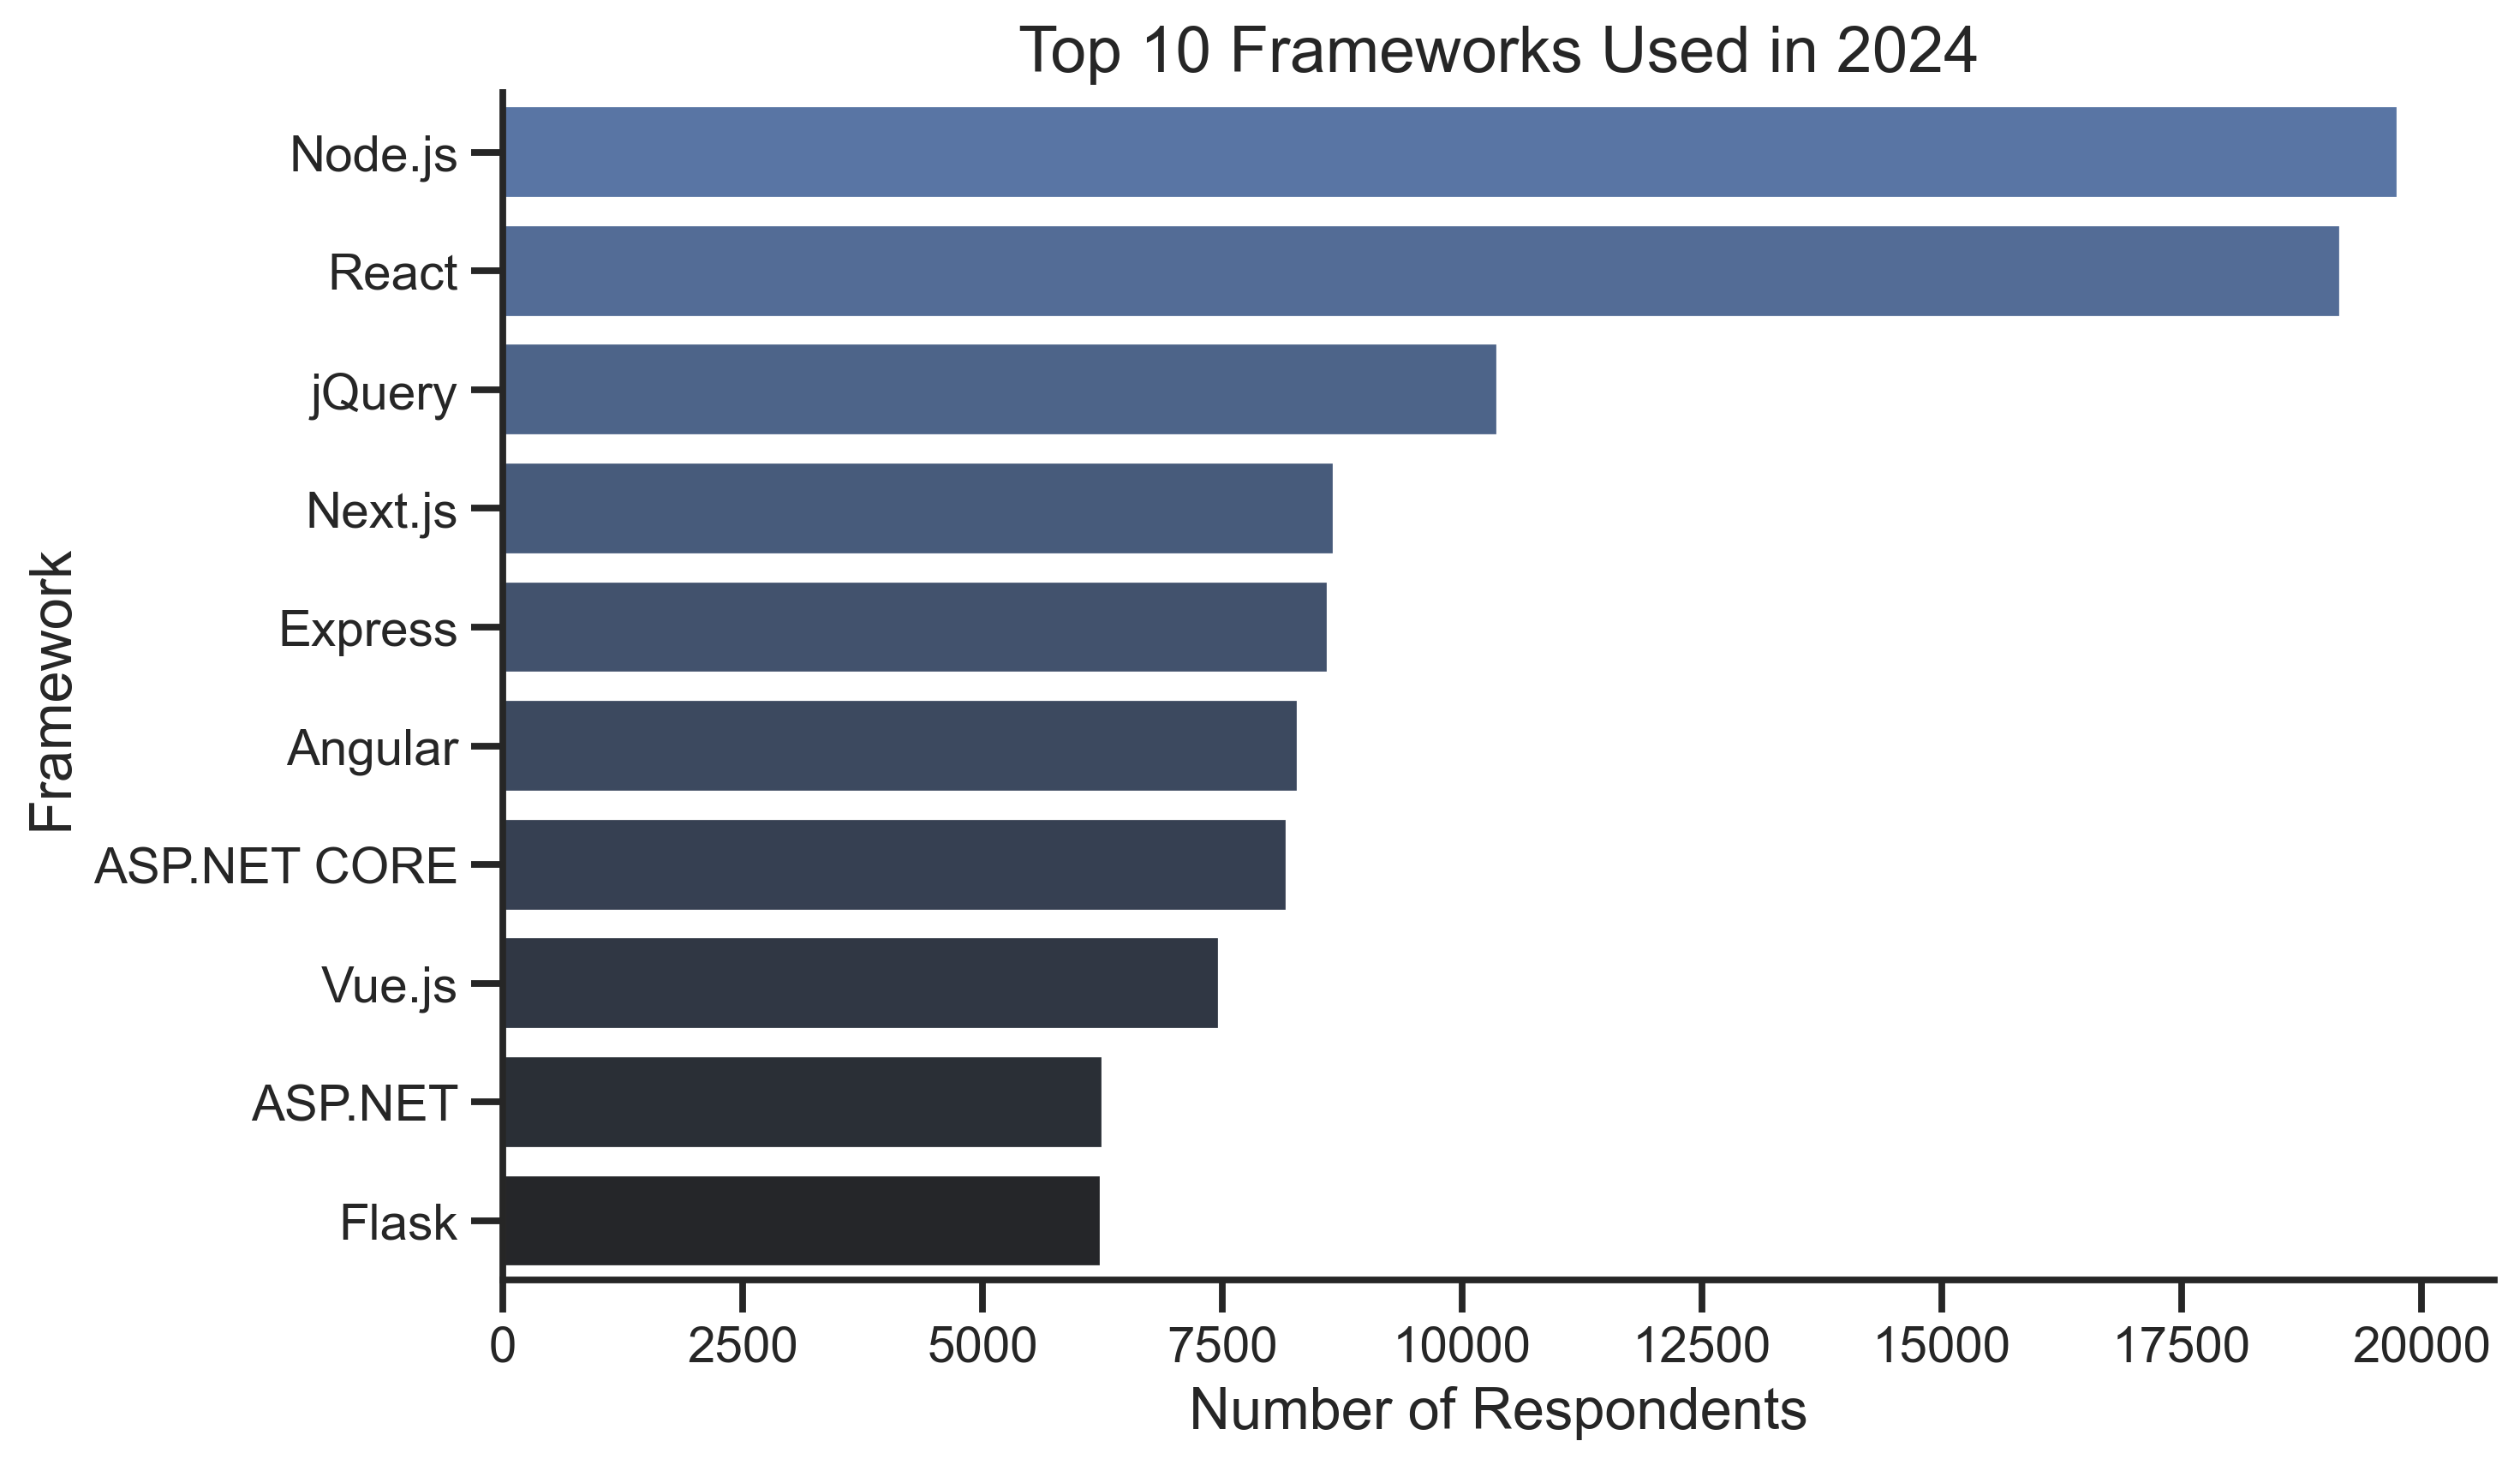 Top 10 Frameworks Used in 2024
Framework
Node.js
React
jQuery
Next.js
Express
Angular
ASP.NET CORE
Vue.js
ASP.NET
Flask
0 2500 5000 7500 10000 12500 15000 17500 20000
Number of Respondents